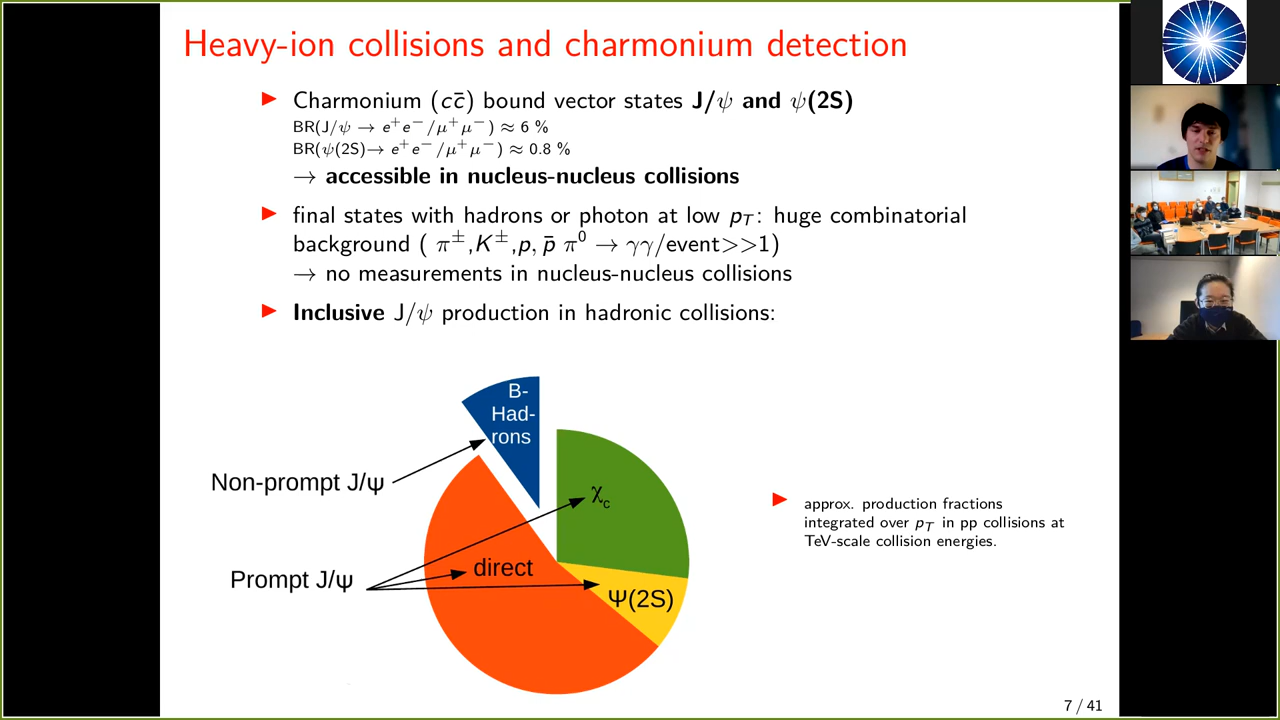 Heavy-ion collisions and charmonium detection
▶ Charmonium (cc̄) bound vector states J/ψ and ψ(2S)
BR(J/ψ → e⁺e⁻/μ⁺μ⁻) ≈ 6 %
BR(ψ(2S)→ e⁺e⁻/μ⁺μ⁻) ≈ 0.8 %
→ accessible in nucleus-nucleus collisions
▶ final states with hadrons or photon at low p_T: huge combinatorial
background ( π^±,K^±,p, p̄ π⁰ → γγ/event>>1)
→ no measurements in nucleus-nucleus collisions
▶ Inclusive J/ψ production in hadronic collisions:
B-
Had-
rons
Non-prompt J/ψ
χ_c
Prompt J/ψ
direct
Ψ(2S)
▶ approx. production fractions
integrated over p_T in pp collisions at
TeV-scale collision energies.
7 / 41